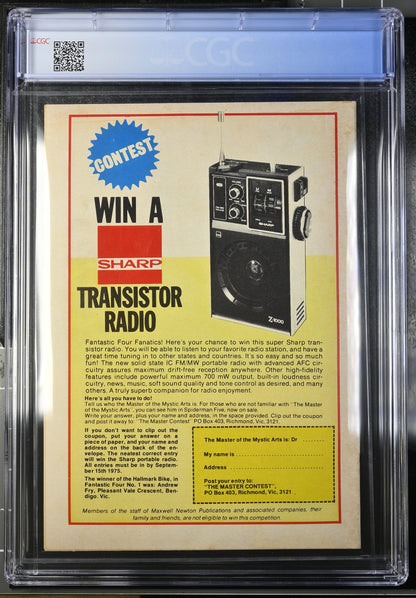 CGC
CGC
CONTEST
WIN A
SHARP
TRANSISTOR
RADIO
SHARP
Z/1000
Fantastic Four Fanatics! Here's your chance to win this super Sharp tran-
sistor radio. You will be able to listen to your favorite radio station, and have a
great time tuning in to other states and countries. It's so easy and so much
fun! The new solid state IC FM/MW portable radio with advanced AFC cir-
cuitry assures maximum drift-free reception anywhere. Other high-fidelity
features include powerful maximum 700 mW output, built-in loudness cir-
cuitry, news, music, soft sound quality and tone control as desired, and many
others. A truly superb companion for radio enjoyment.
Here's all you have to do!
Tell us who the Master of the Mystic Arts is. For those who are not familiar with "The Master
of the Mystic Arts", you can see him in Spiderman Five, now on sale.
Write your answer, plus your name and address, in the space provided. Clip out the coupon
and post it away to "The Master Contest" PO Box 403, Richmond, Vic. 3121.
If you don't want to clip out the
coupon, put your answer on a
piece of paper, and your name and
address on the back of the en-
velope. The neatest correct entry
will win the Sharp portable radio.
All entries must be in by Septem-
ber 15th 1975.
The winner of the Hallmark Bike, in
Fantastic Four No. 1 was: Andrew
Fry, Pleasant Vale Crescent, Ben-
digo. Vic.
The Master of the Mystic Arts is: Dr ........
My name is ........
Address ........
Post your entry to:
"THE MASTER CONTEST",
PO Box 403, Richmond, Vic, 3121
Members of the staff of Maxwell Newton Publications and associated companies, their
family and friends, are not eligible to win this competition.